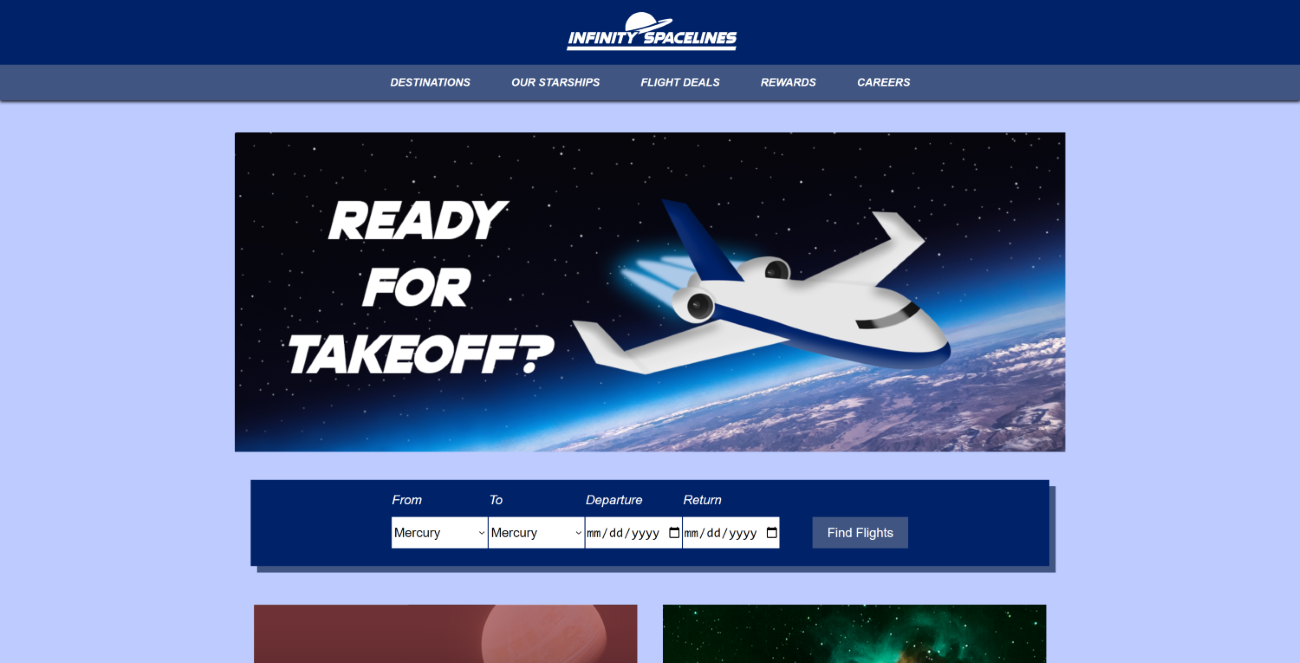 INFINITY SPACELINES
DESTINATIONS OUR STARSHIPS FLIGHT DEALS REWARDS CAREERS
READY
FOR
TAKEOFF?
From To Departure Return
Mercury Mercury mm/dd/yyyy mm/dd/yyyy Find Flights